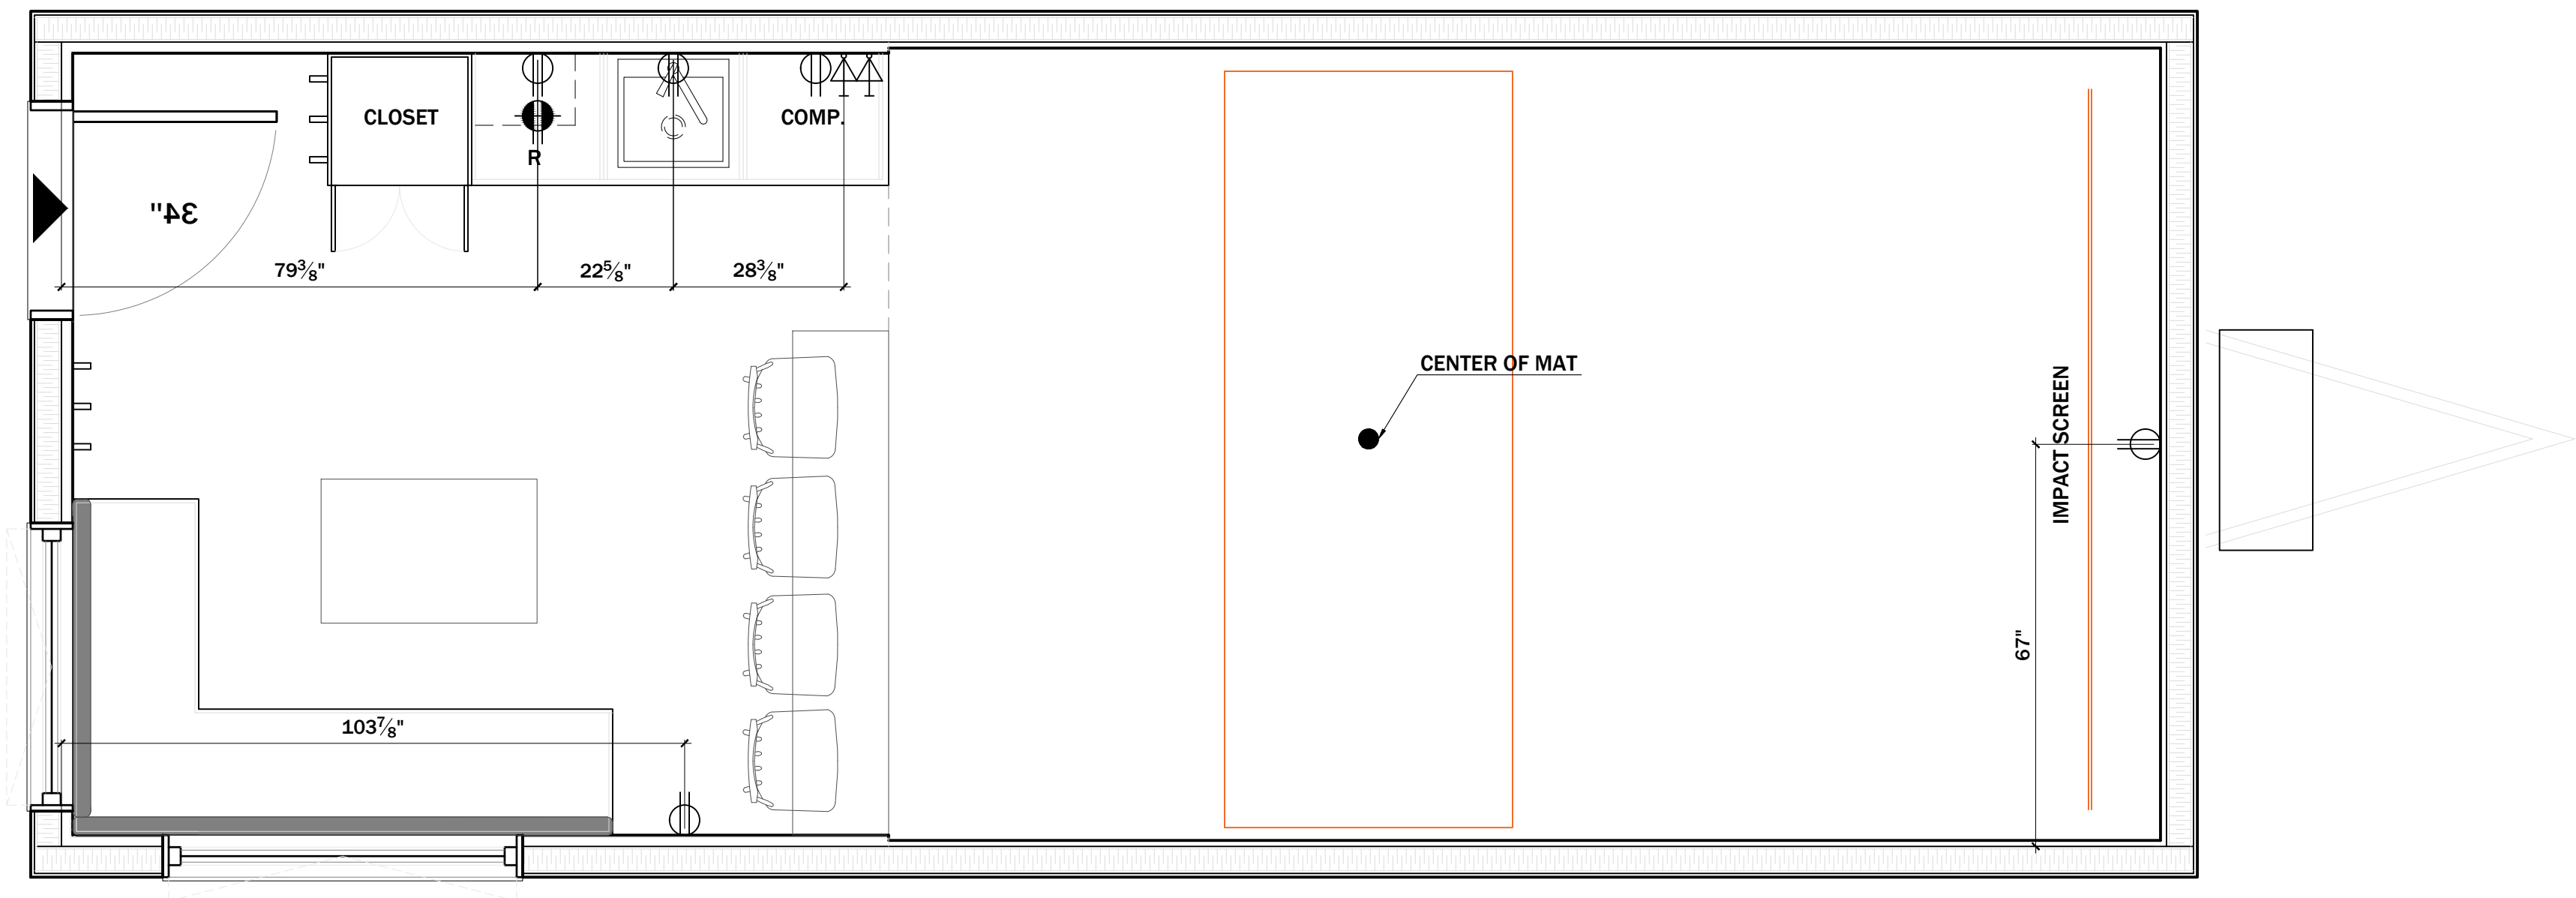 CLOSET
COMP.
R
34"
79⅜"
22⅝"
28⅜"
CENTER OF MAT
IMPACT SCREEN
67"
103⅞"